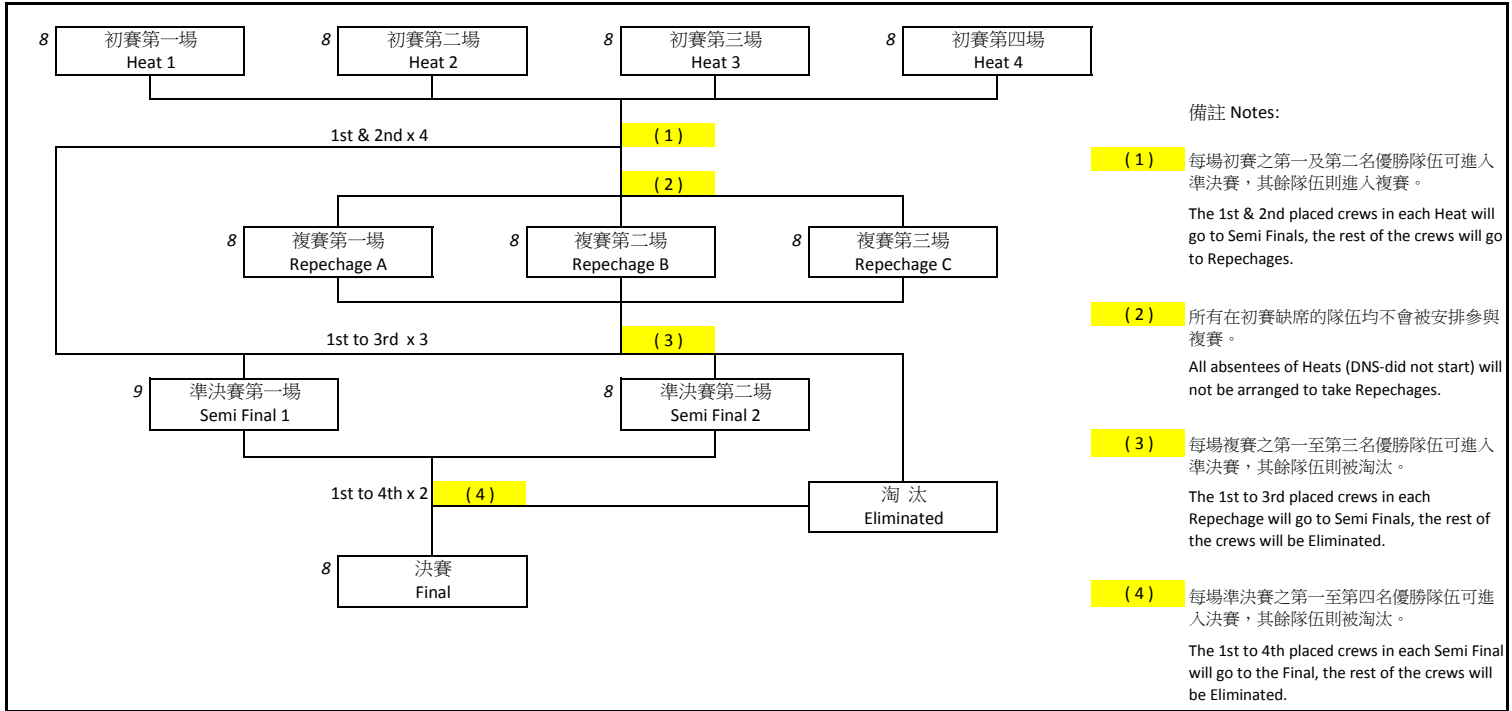 8
初賽第一場
Heat 1
8
初賽第二場
Heat 2
8
初賽第三場
Heat 3
8
初賽第四場
Heat 4
1st & 2nd x 4
( 1 )
( 2 )
8
複賽第一場
Repechage A
8
複賽第二場
Repechage B
8
複賽第三場
Repechage C
1st to 3rd x 3
( 3 )
9
準決賽第一場
Semi Final 1
8
準決賽第二場
Semi Final 2
1st to 4th x 2
( 4 )
淘 汰
Eliminated
8
決賽
Final
備註 Notes:
( 1 )
每場初賽之第一及第二名優勝隊伍可進入
準決賽，其餘隊伍則進入複賽。
The 1st & 2nd placed crews in each Heat will
go to Semi Finals, the rest of the crews will go
to Repechages.
( 2 )
所有在初賽缺席的隊伍均不會被安排參與
複賽。
All absentees of Heats (DNS-did not start) will
not be arranged to take Repechages.
( 3 )
每場複賽之第一至第三名優勝隊伍可進入
準決賽，其餘隊伍則被淘汰。
The 1st to 3rd placed crews in each
Repechage will go to Semi Finals, the rest of
the crews will be Eliminated.
( 4 )
每場準決賽之第一至第四名優勝隊伍可進
入決賽，其餘隊伍則被淘汰。
The 1st to 4th placed crews in each Semi Final
will go to the Final, the rest of the crews will
be Eliminated.